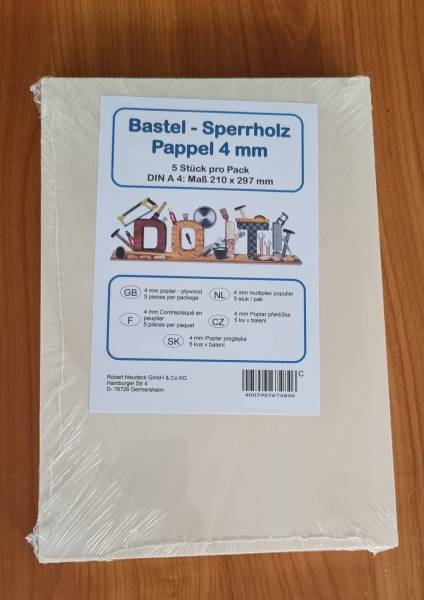 Bastel - Sperrholz
Pappel 4 mm
5 Stück pro Pack
DIN A 4: Maß 210 x 297 mm
DO IT!
GB 4 mm poplar - plywood
5 pieces per packege
NL 4 mm multiplex populier
5 stuk / pak
F 4 mm Contreplaqué en
peuplier
5 pièces par paquet
CZ 4 mm Poplar překližka
5 ku v balení
SK 4 mm Poplar preglejka
5 kus v balení
Robert Neudeck GmbH & Co.KG
Hamburger Str 4
D- 76726 Germersheim
C
4005981674846